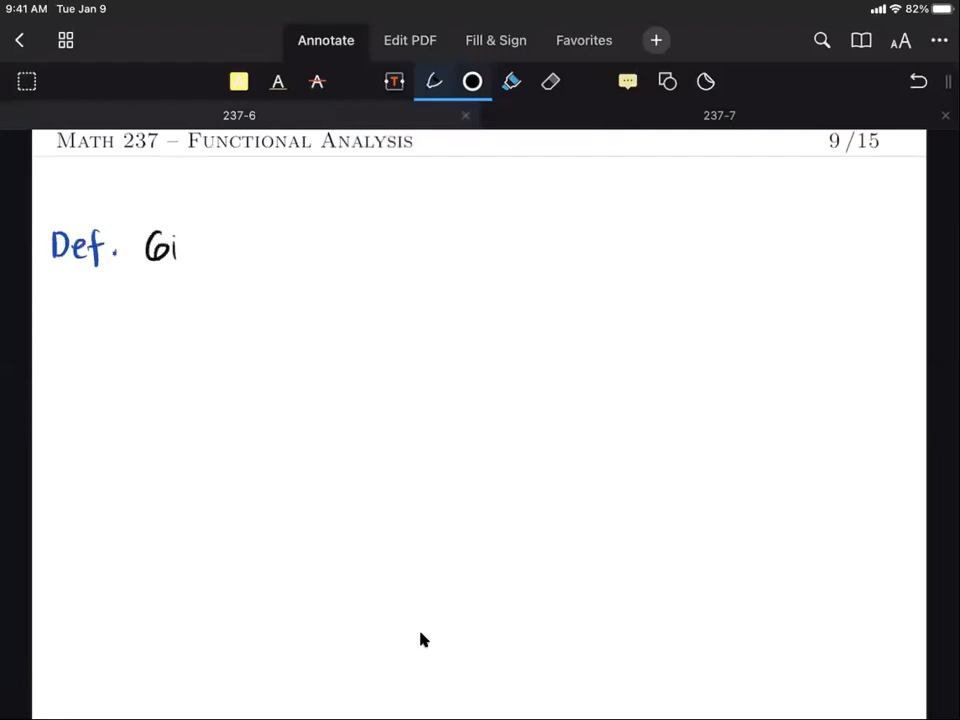 9:41 AM Tue Jan 9 82%
Annotate Edit PDF Fill & Sign Favorites
237-6 237-7
MATH 237 – FUNCTIONAL ANALYSIS 9/15
Def. Gi